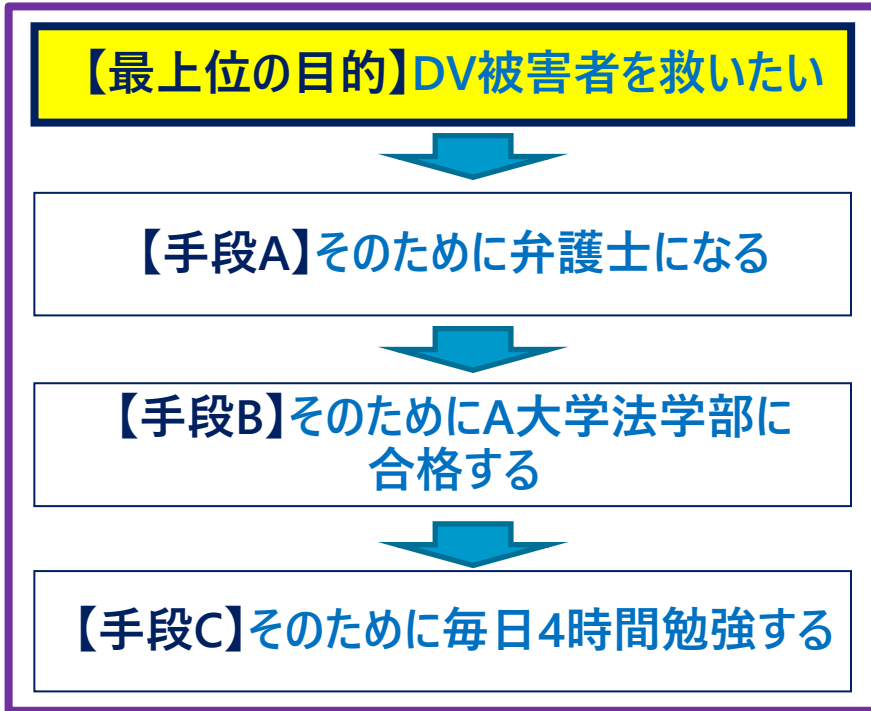 【最上位の目的】DV被害者を救いたい
【手段A】そのために弁護士になる
【手段B】そのためにA大学法学部に
合格する
【手段C】そのために毎日4時間勉強する